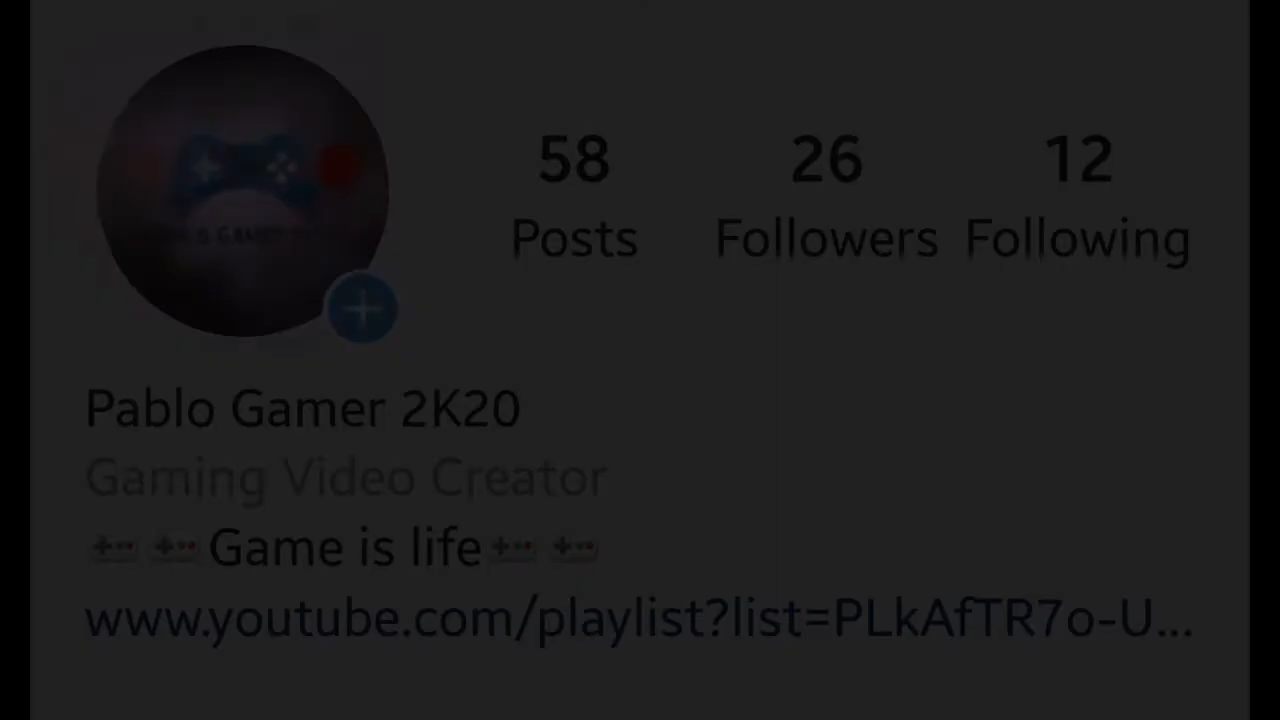 58 26 12
Posts Followers Following
Pablo Gamer 2K20
Gaming Video Creator
Game is life
www.youtube.com/playlist?list=PLkAfTR7o-U...